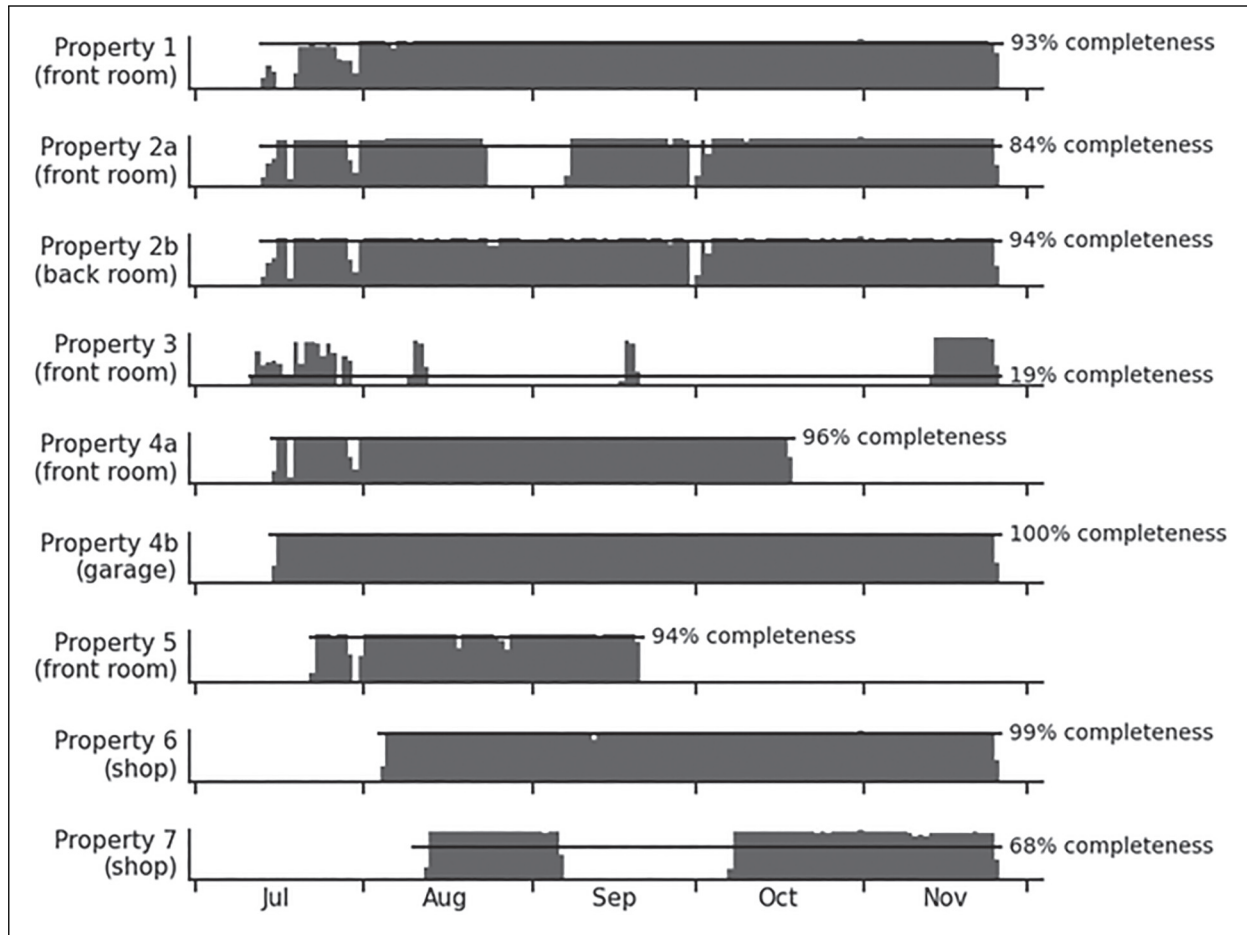 Property 1
(front room)
93% completeness
Property 2a
(front room)
84% completeness
Property 2b
(back room)
94% completeness
Property 3
(front room)
19% completeness
Property 4a
(front room)
96% completeness
Property 4b
(garage)
100% completeness
Property 5
(front room)
94% completeness
Property 6
(shop)
99% completeness
Property 7
(shop)
68% completeness
Jul Aug Sep Oct Nov